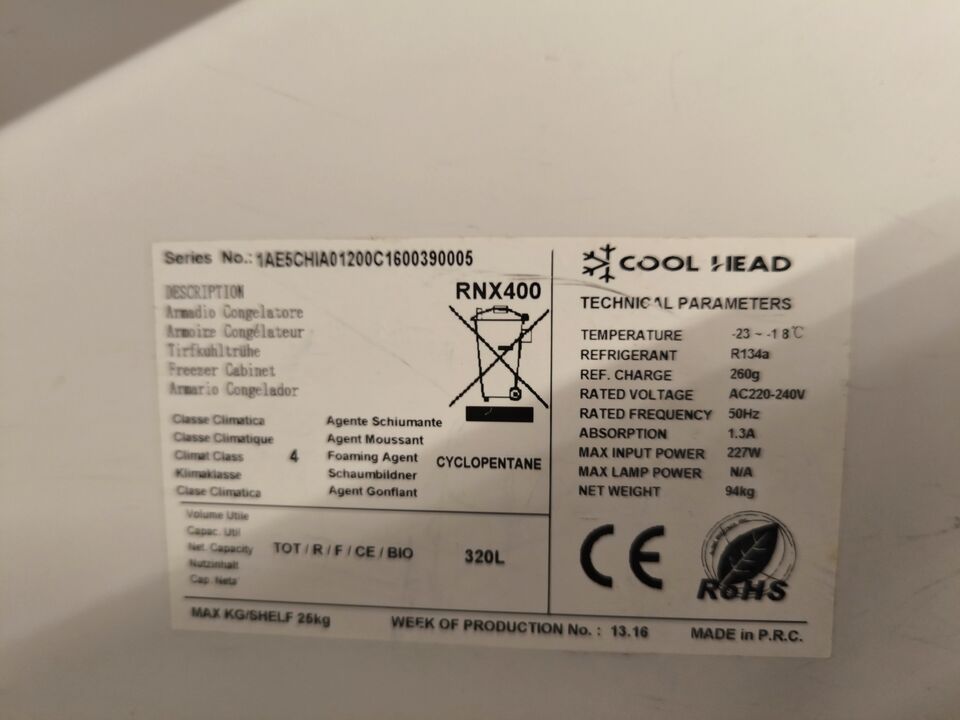 Series No.: 1AE5CHIA01200C1600390005
DESCRIPTION
Armadio Congelatore
Armoire Congélateur
Tirfkuhltrühe
Freezer Cabinet
Armario Congelador
RNX400
Classe Climatica
Classe Climatique
Climat Class
Klimaklasse
Clase Climatica
4
Agente Schiumante
Agent Moussant
Foaming Agent
Schaumbildner
Agent Gonflant
CYCLOPENTANE
Volume Utile
Capac. Util
Net. Capacity
Nutzinhalt
Cap. Neta
TOT / R / F / CE / BIO
320L
COOL HEAD
TECHNICAL PARAMETERS
TEMPERATURE -23 ~ -18℃
REFRIGERANT R134a
REF. CHARGE 260g
RATED VOLTAGE AC220-240V
RATED FREQUENCY 50Hz
ABSORPTION 1.3A
MAX INPUT POWER 227W
MAX LAMP POWER N/A
NET WEIGHT 94kg
CE
RoHS
MAX KG/SHELF 25kg
WEEK OF PRODUCTION No. : 13.16
MADE in P.R.C.